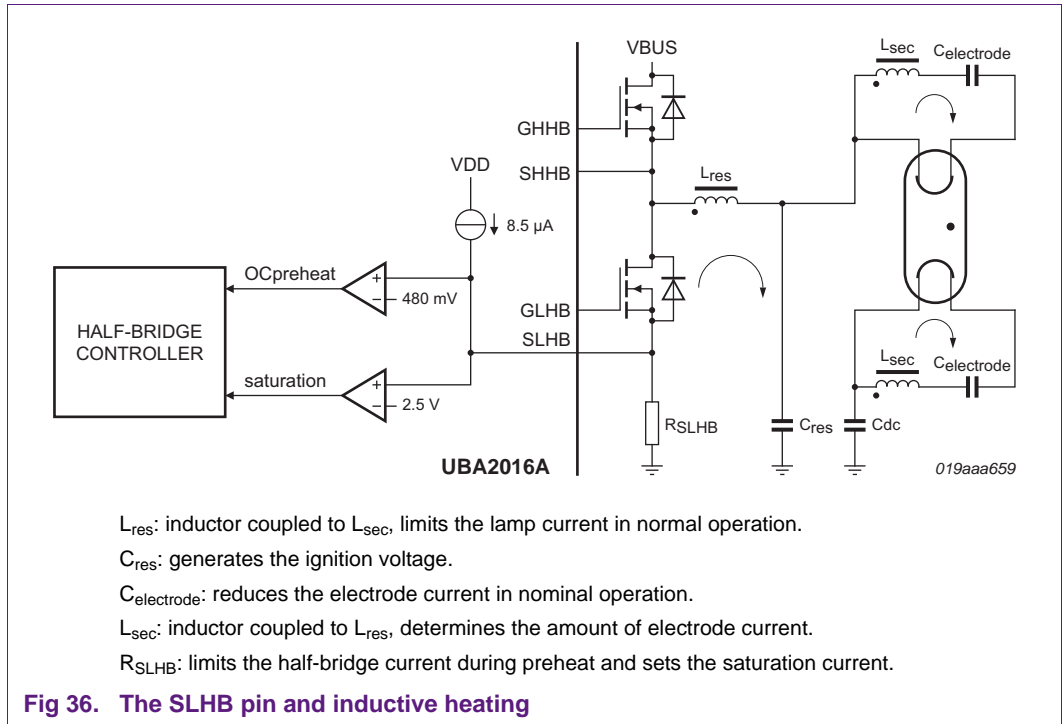 VBUS
Lsec
Celectrode
GHHB
VDD
SHHB
Lres
8.5 μA
OCpreheat
+
− 480 mV
GLHB
SLHB
HALF-BRIDGE
CONTROLLER
saturation
+
− 2.5 V
Lsec
Celectrode
RSLHB
Cres
Cdc
UBA2016A
019aaa659
Lres: inductor coupled to Lsec, limits the lamp current in normal operation.
Cres: generates the ignition voltage.
Celectrode: reduces the electrode current in nominal operation.
Lsec: inductor coupled to Lres, determines the amount of electrode current.
RSLHB: limits the half-bridge current during preheat and sets the saturation current.
Fig 36. The SLHB pin and inductive heating